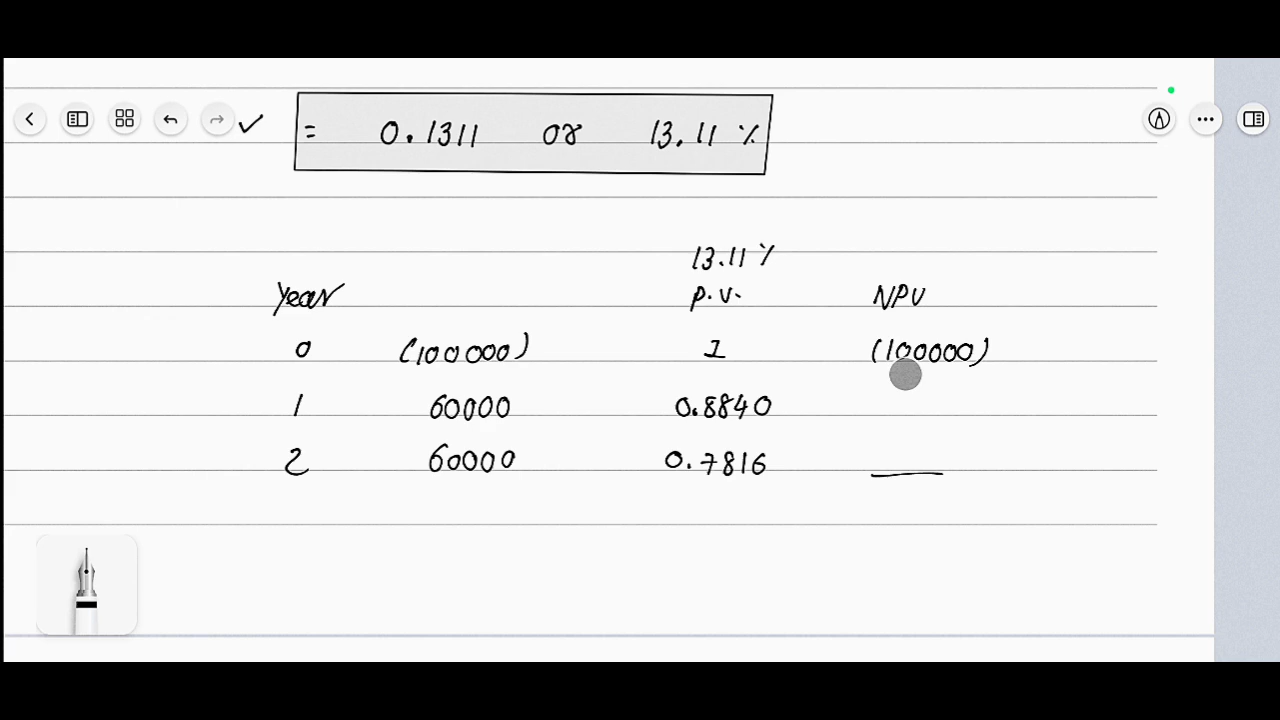 = 0.1311 or 13.11 %
13.11 %
Year P.V. NPV
0 (100000) 1 (100000)
1 60000 0.8840
2 60000 0.7816